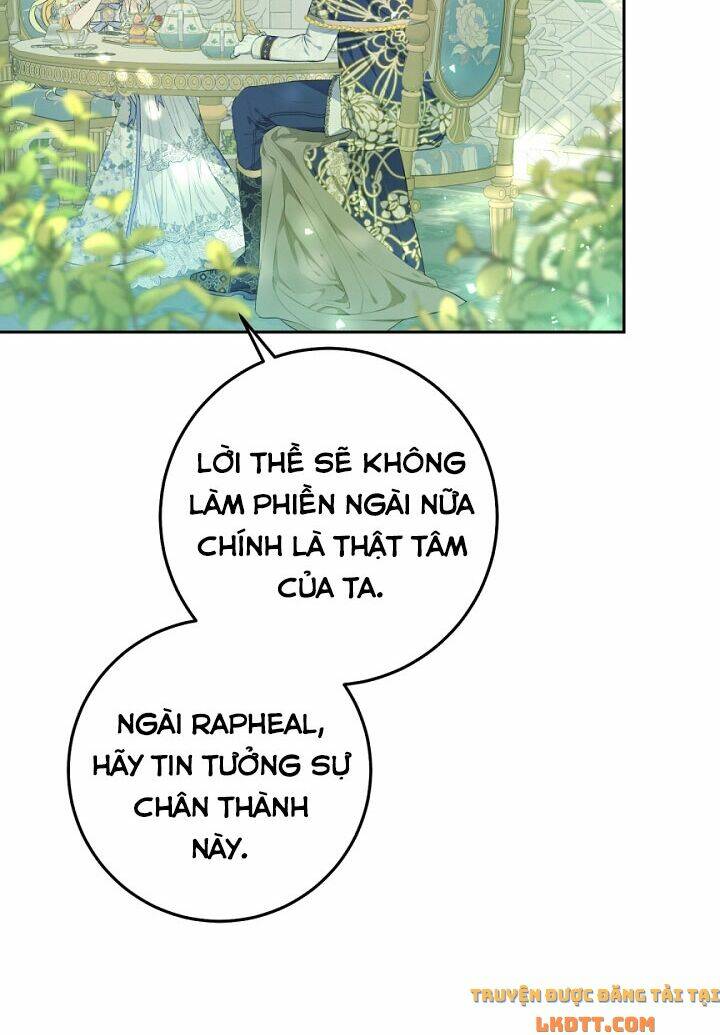 LỜI THỀ SẼ KHÔNG
LÀM PHIỀN NGÀI NỮA
CHÍNH LÀ THẬT TÂM
CỦA TA.
NGÀI RAPHEAL,
HÃY TIN TƯỞNG SỰ
CHÂN THÀNH
NÀY.
TRUYỆN ĐƯỢC ĐĂNG TẢI TẠI
LKDTT.COM